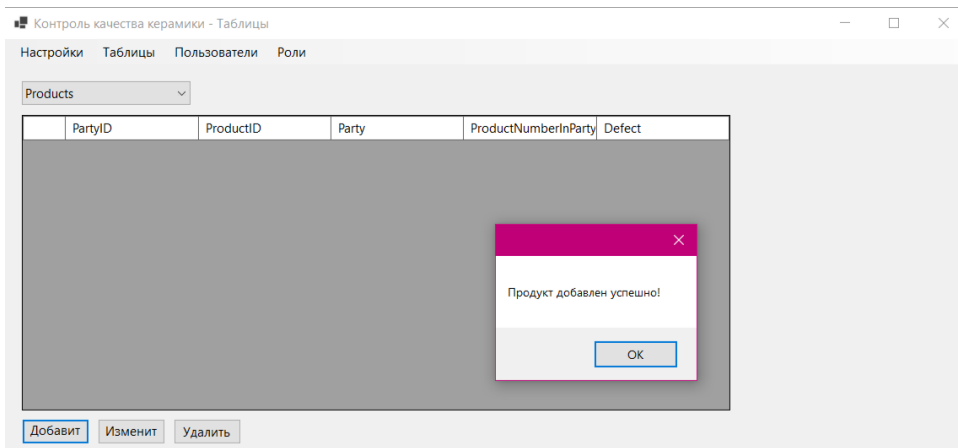 Контроль качества керамики - Таблицы
Настройки Таблицы Пользователи Роли
Products
PartyID ProductID Party ProductNumberInParty Defect
Продукт добавлен успешно!
ОК
Добавит Изменит Удалить